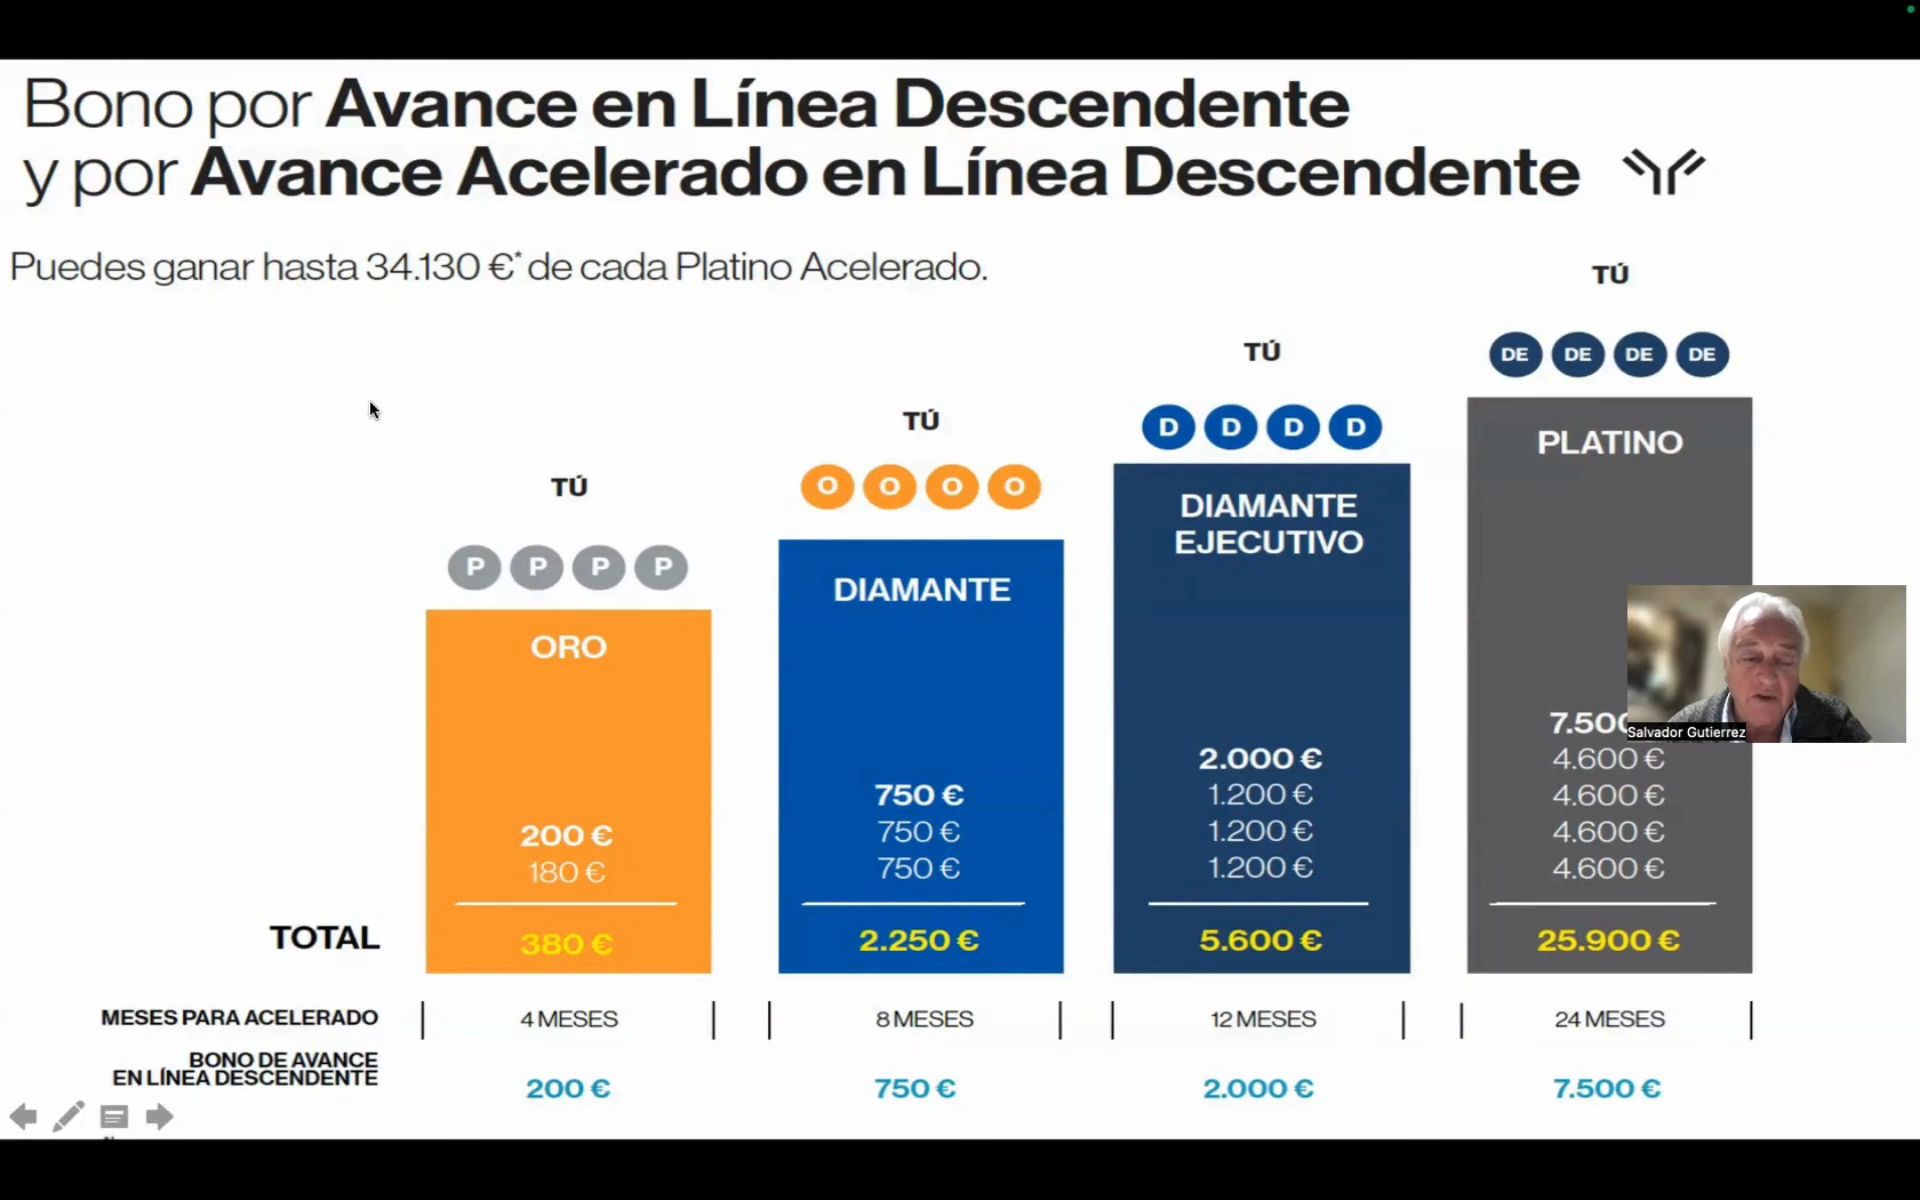 Bono por Avance en Línea Descendente
y por Avance Acelerado en Línea Descendente
Puedes ganar hasta 34.130 €* de cada Platino Acelerado.
TÚ
P P P P
ORO
200 €
180 €
380 €
TÚ
O O O O
DIAMANTE
750 €
750 €
750 €
2.250 €
TÚ
D D D D
DIAMANTE
EJECUTIVO
2.000 €
1.200 €
1.200 €
1.200 €
5.600 €
TÚ
DE DE DE DE
PLATINO
4.600 €
4.600 €
4.600 €
4.600 €
25.900 €
Salvador Gutierrez
TOTAL
MESES PARA ACELERADO
4 MESES
8 MESES
12 MESES
24 MESES
BONO DE AVANCE
EN LÍNEA DESCENDENTE
200 €
750 €
2.000 €
7.500 €